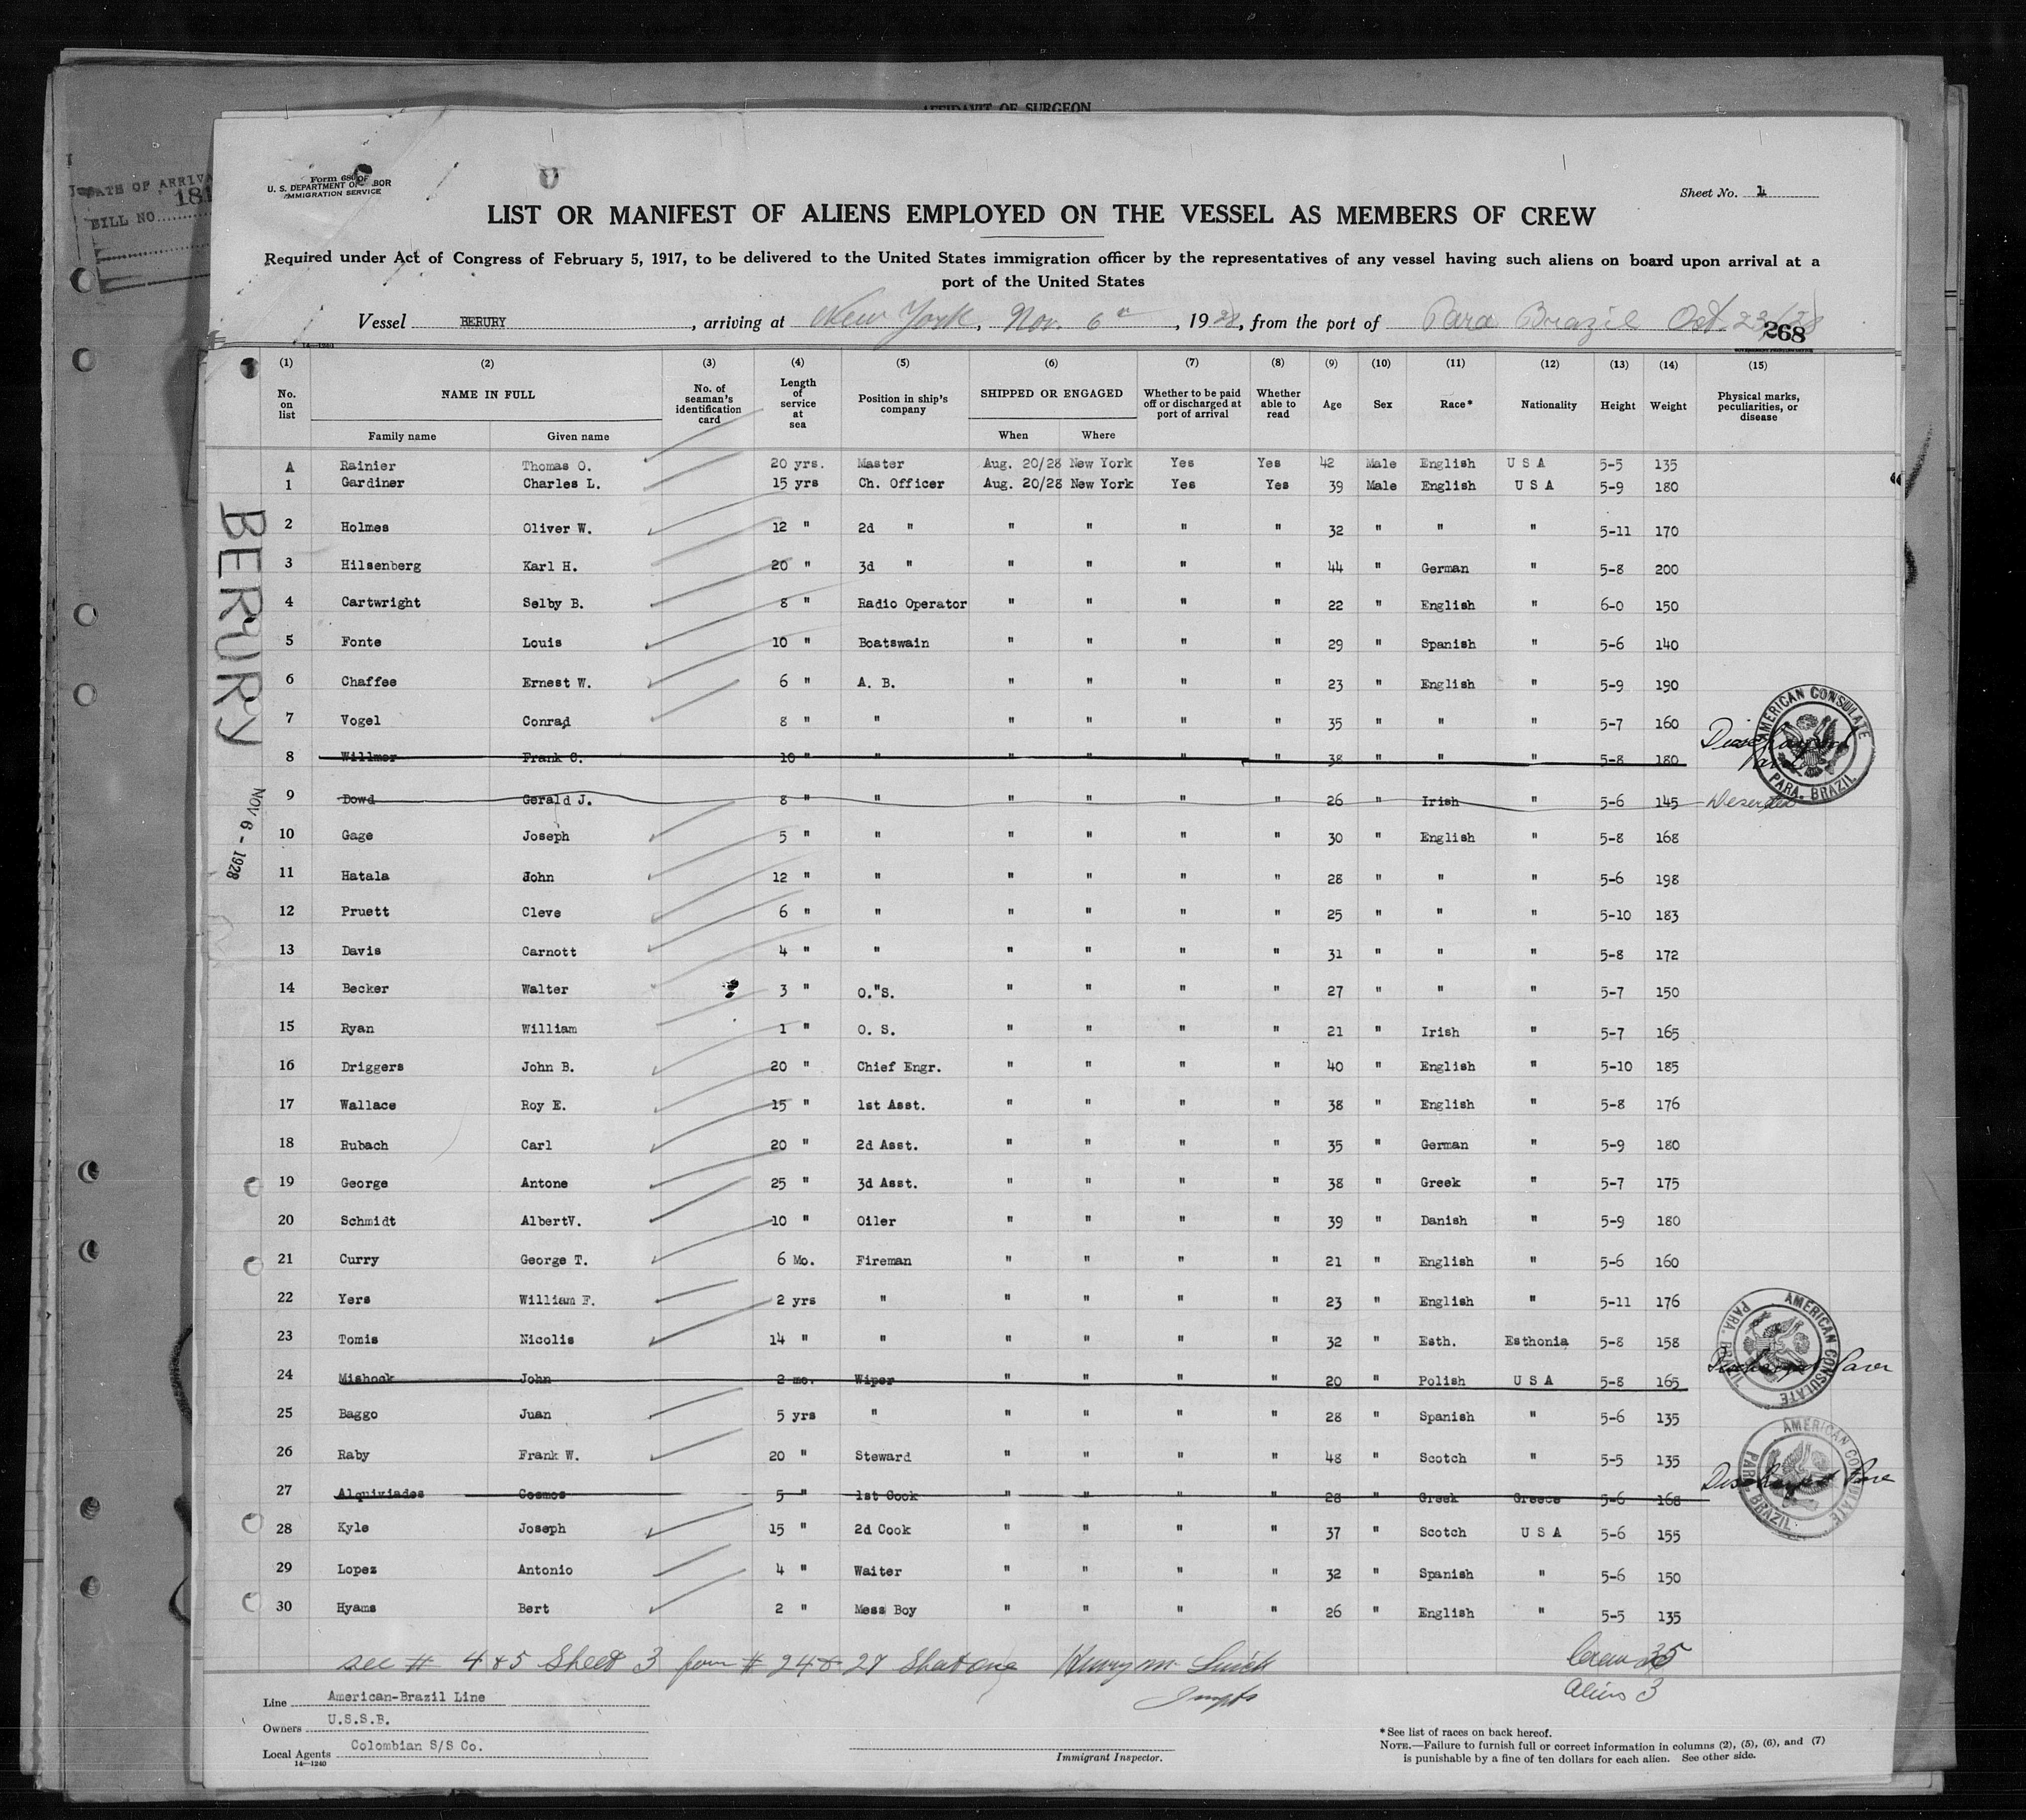 AFFIDAVIT OF SURGEON
BILL NO
Form 680
U. S. DEPARTMENT OF LABOR
IMMIGRATION SERVICE
Sheet No. 1
LIST OR MANIFEST OF ALIENS EMPLOYED ON THE VESSEL AS MEMBERS OF CREW
Required under Act of Congress of February 5, 1917, to be delivered to the United States immigration officer by the representatives of any vessel having such aliens on board upon arrival at a
port of the United States
Vessel BERURY, arriving at New York, Nov. 6th, 1928, from the port of Para Brazil Oct. 23/28
268
14—1240
(1) (2) (3) (4) (5) (6) (7) (8) (9) (10) (11) (12) (13) (14) (15)
No. on list NAME IN FULL Family name Given name No. of seaman's identification card Length of service at sea Position in ship's company SHIPPED OR ENGAGED When Where Whether to be paid off or discharged at port of arrival Whether able to read Age Sex Race* Nationality Height Weight Physical marks, peculiarities, or disease
A Rainier Thomas O. 20 yrs. Master Aug. 20/28 New York Yes Yes 42 Male English U S A 5-5 135
1 Gardiner Charles L. 15 yrs Ch. Officer Aug. 20/28 New York Yes Yes 39 Male English U S A 5-9 180
2 Holmes Oliver W. 12 " 2d " " " " " 32 " " " 5-11 170
3 Hilsenberg Karl H. 20 " 3d " " " " " 44 " German " 5-8 200
4 Cartwright Selby B. 8 " Radio Operator " " " " 22 " English " 6-0 150
5 Fonte Louis 10 " Boatswain " " " " 29 " Spanish " 5-6 140
6 Chaffee Ernest W. 6 " A. B. " " " " 23 " English " 5-9 190
7 Vogel Conrad 8 " " " " " " 35 " " " 5-7 160
8 Willmer Frank C. 10 " " " " " " 38 " " " 5-8 180 Discharged Para
9 Dowd Gerald J. 8 " " " " " " 26 " Irish " 5-6 145 Deserted
10 Gage Joseph 5 " " " " " " 30 " English " 5-8 168
11 Hatala John 12 " " " " " " 28 " " " 5-6 198
12 Pruett Cleve 6 " " " " " " 25 " " " 5-10 183
13 Davis Carnott 4 " " " " " " 31 " " " 5-8 172
14 Becker Walter 3 " O."S. " " " " 27 " " " 5-7 150
15 Ryan William 1 " O. S. " " " " 21 " Irish " 5-7 165
16 Driggers John B. 20 " Chief Engr. " " " " 40 " English " 5-10 185
17 Wallace Roy E. 15 " 1st Asst. " " " " 38 " English " 5-8 176
18 Rubach Carl 20 " 2d Asst. " " " " 35 " German " 5-9 180
19 George Antone 25 " 3d Asst. " " " " 38 " Greek " 5-7 175
20 Schmidt AlbertV. 10 " Oiler " " " " 39 " Danish " 5-9 180
21 Curry George T. 6 Mo. Fireman " " " " 21 " English " 5-6 160
22 Yers William F. 2 yrs " " " " " 23 " English " 5-11 176
23 Tomis Nicolis 14 " " " " " " 32 " Esth. Esthonia 5-8 158
24 Mishock John 2 mo. Wiper " " " " 20 " Polish U S A 5-8 165 Discharged Para
25 Baggo Juan 5 yrs " " " " " 28 " Spanish " 5-6 135
26 Raby Frank W. 20 " Steward " " " " 48 " Scotch " 5-5 135
27 Alquiviades Cosmos 5 " 1st Cook " " " " 28 " Greek Greece 5-6 168 Discharged Para
28 Kyle Joseph 15 " 2d Cook " " " " 37 " Scotch U S A 5-6 155
29 Lopez Antonio 4 " Waiter " " " " 32 " Spanish " 5-6 150
30 Hyams Bert 2 " Mess Boy " " " " 26 " English " 5-5 135
BERURY
NOV 6 - 1928
AMERICAN CONSULATE PARA, BRAZIL
AMERICAN CONSULATE PARA, BRAZIL
AMERICAN CONSULATE PARA, BRAZIL
see # 4 & 5 Sheet 3 for # 24 & 27 Sheet one
Crew 35
Aliens 3
Line American-Brazil Line
Owners U.S.S.B.
Local Agents Colombian S/S Co.
14—1240
Immigrant Inspector.
*See list of races on back hereof.
NOTE.—Failure to furnish full or correct information in columns (2), (5), (6), and (7)
is punishable by a fine of ten dollars for each alien. See other side.